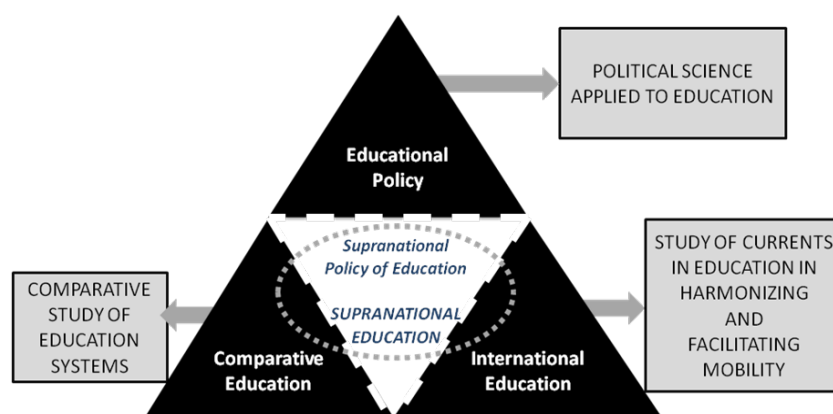 POLITICAL SCIENCE
APPLIED TO EDUCATION
Educational
Policy
Supranational
Policy of Education
SUPRANATIONAL
EDUCATION
STUDY OF CURRENTS
IN EDUCATION IN
HARMONIZING
AND
FACILITATING
MOBILITY
COMPARATIVE
STUDY OF
EDUCATION
SYSTEMS
Comparative
Education
International
Education